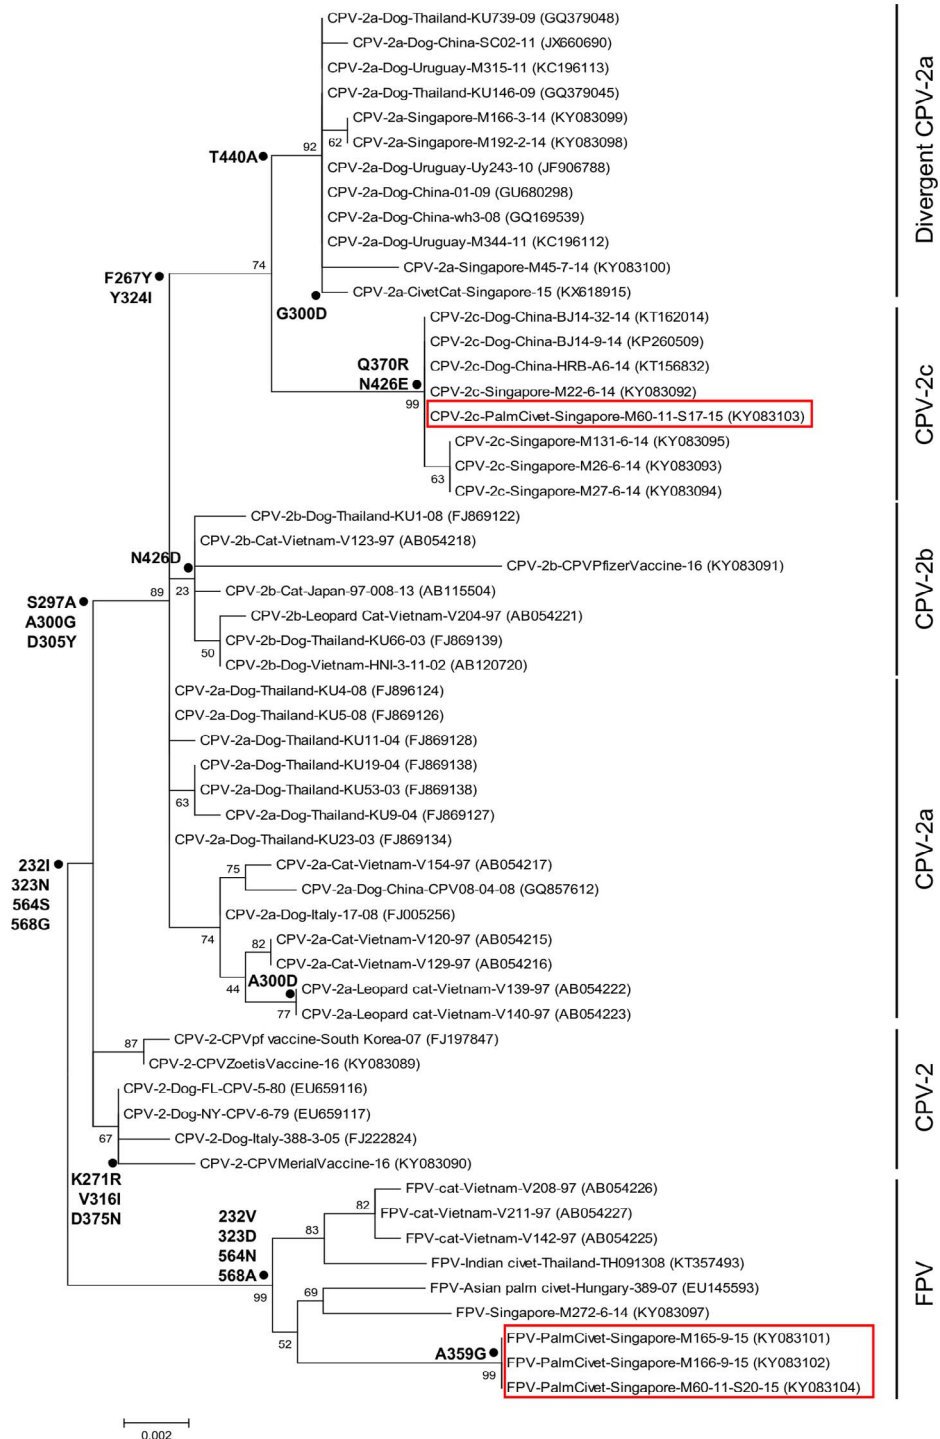 CPV-2a-Dog-Thailand-KU739-09 (GQ379048)
CPV-2a-Dog-China-SC02-11 (JX660690)
CPV-2a-Dog-Uruguay-M315-11 (KC196113)
CPV-2a-Dog-Thailand-KU146-09 (GQ379045)
CPV-2a-Singapore-M166-3-14 (KY083099)
62
CPV-2a-Singapore-M192-2-14 (KY083098)
92
T440A
CPV-2a-Dog-Uruguay-Uy243-10 (JF906788)
CPV-2a-Dog-China-01-09 (GU680298)
CPV-2a-Dog-China-wh3-08 (GQ169539)
CPV-2a-Dog-Uruguay-M344-11 (KC196112)
CPV-2a-Singapore-M45-7-14 (KY083100)
CPV-2a-CivetCat-Singapore-15 (KX618915)
G300D
Divergent CPV-2a
74
F267Y
Y324I
CPV-2c-Dog-China-BJ14-32-14 (KT162014)
CPV-2c-Dog-China-BJ14-9-14 (KP260509)
CPV-2c-Dog-China-HRB-A6-14 (KT156832)
Q370R
N426E
99
CPV-2c-Singapore-M22-6-14 (KY083092)
CPV-2c-PalmCivet-Singapore-M60-11-S17-15 (KY083103)
CPV-2c-Singapore-M131-6-14 (KY083095)
CPV-2c-Singapore-M26-6-14 (KY083093)
63
CPV-2c-Singapore-M27-6-14 (KY083094)
CPV-2c
CPV-2b-Dog-Thailand-KU1-08 (FJ869122)
CPV-2b-Cat-Vietnam-V123-97 (AB054218)
N426D
CPV-2b-CPVPfizerVaccine-16 (KY083091)
89
23
CPV-2b-Cat-Japan-97-008-13 (AB115504)
S297A
A300G
D305Y
CPV-2b-Leopard Cat-Vietnam-V204-97 (AB054221)
CPV-2b-Dog-Thailand-KU66-03 (FJ869139)
50
CPV-2b-Dog-Vietnam-HNI-3-11-02 (AB120720)
CPV-2b
CPV-2a-Dog-Thailand-KU4-08 (FJ896124)
CPV-2a-Dog-Thailand-KU5-08 (FJ869126)
CPV-2a-Dog-Thailand-KU11-04 (FJ869128)
CPV-2a-Dog-Thailand-KU19-04 (FJ869138)
CPV-2a-Dog-Thailand-KU53-03 (FJ869138)
63
CPV-2a-Dog-Thailand-KU9-04 (FJ869127)
CPV-2a-Dog-Thailand-KU23-03 (FJ869134)
75
CPV-2a-Cat-Vietnam-V154-97 (AB054217)
CPV-2a-Dog-China-CPV08-04-08 (GQ857612)
CPV-2a-Dog-Italy-17-08 (FJ005256)
74
82
CPV-2a-Cat-Vietnam-V120-97 (AB054215)
CPV-2a-Cat-Vietnam-V129-97 (AB054216)
44
A300D
CPV-2a-Leopard cat-Vietnam-V139-97 (AB054222)
77
CPV-2a-Leopard cat-Vietnam-V140-97 (AB054223)
CPV-2a
232I
323N
564S
568G
87
CPV-2-CPVpf vaccine-South Korea-07 (FJ197847)
CPV-2-CPVZoetisVaccine-16 (KY083089)
CPV-2-Dog-FL-CPV-5-80 (EU659116)
CPV-2-Dog-NY-CPV-6-79 (EU659117)
67
CPV-2-Dog-Italy-388-3-05 (FJ222824)
CPV-2-CPVMerialVaccine-16 (KY083090)
K271R
V316I
D375N
CPV-2
FPV-cat-Vietnam-V208-97 (AB054226)
82
FPV-cat-Vietnam-V211-97 (AB054227)
83
FPV-cat-Vietnam-V142-97 (AB054225)
FPV-Indian civet-Thailand-TH091308 (KT357493)
232V
323D
564N
568A
99
69
FPV-Asian palm civet-Hungary-389-07 (EU145593)
FPV-Singapore-M272-6-14 (KY083097)
52
FPV-PalmCivet-Singapore-M165-9-15 (KY083101)
A359G
FPV-PalmCivet-Singapore-M166-9-15 (KY083102)
99
FPV-PalmCivet-Singapore-M60-11-S20-15 (KY083104)
FPV
0.002